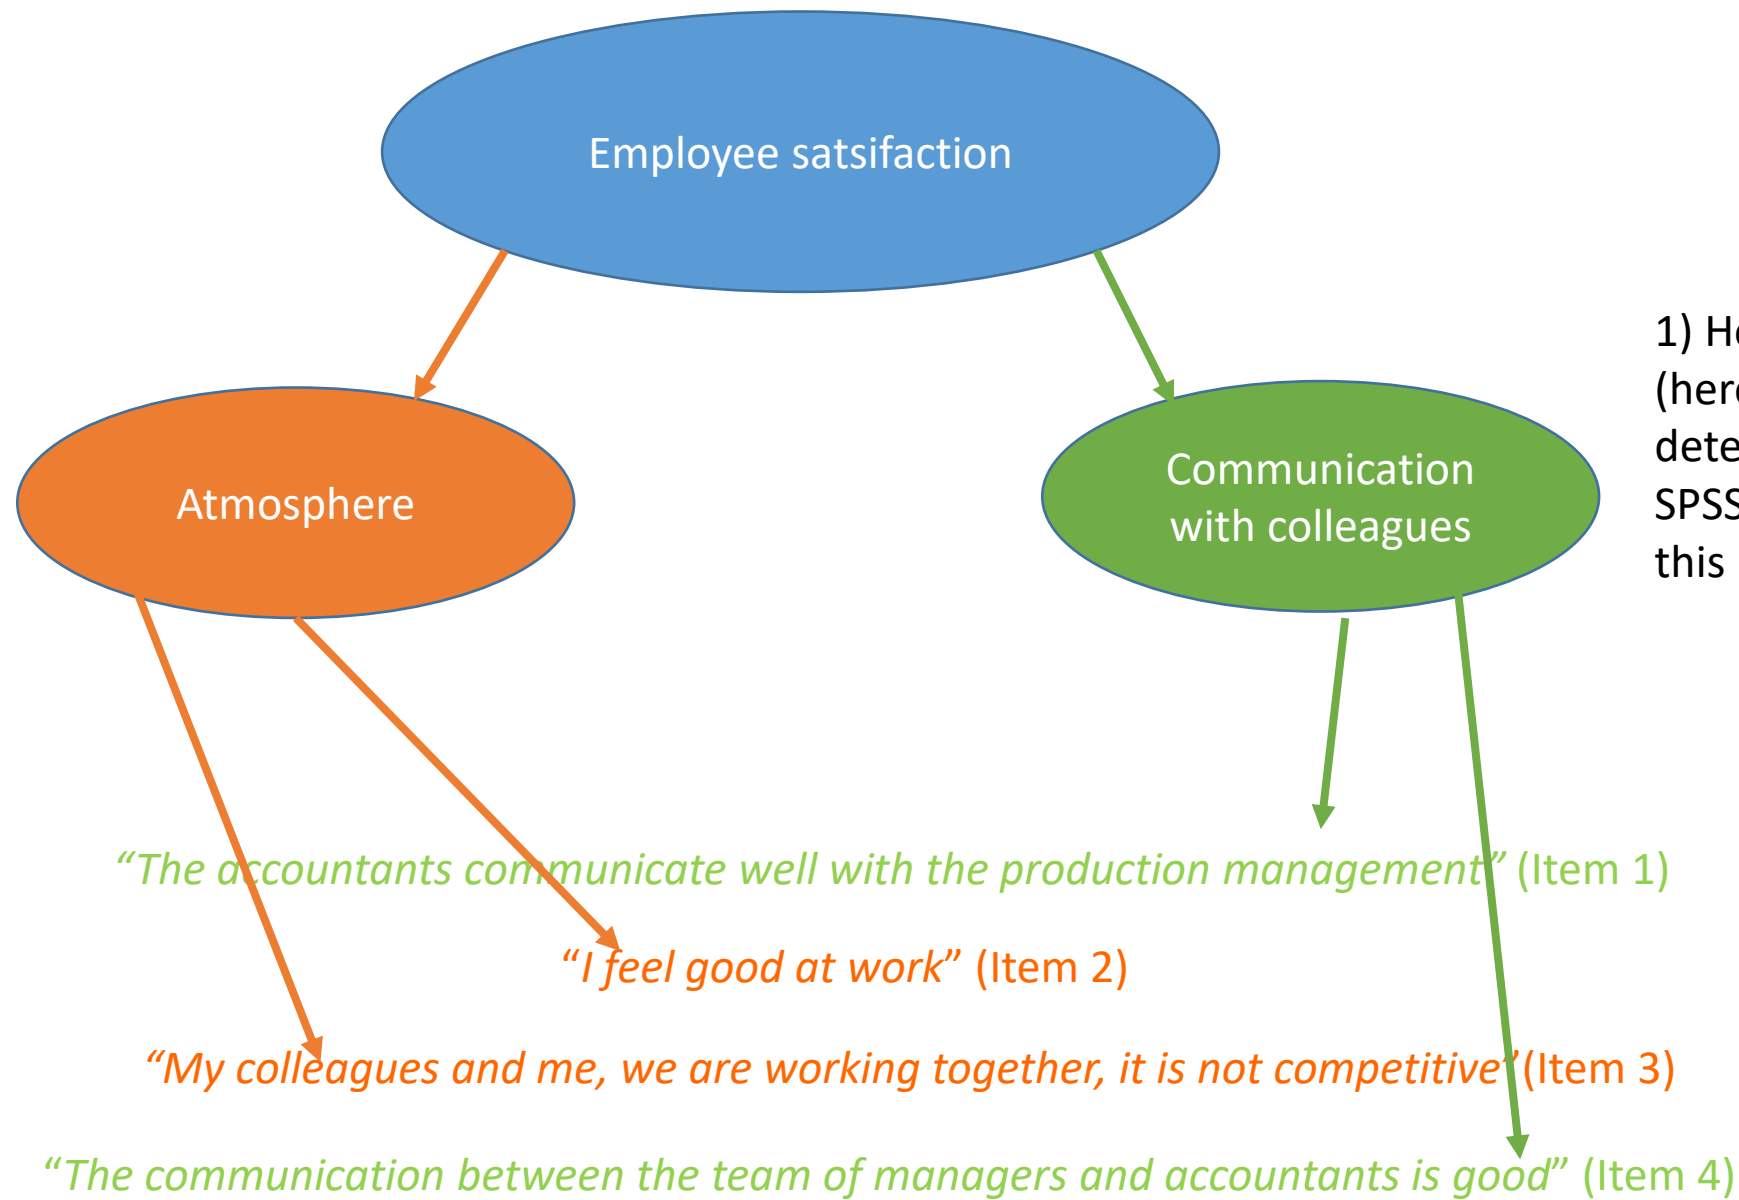 Employee satsifaction
Atmosphere
Communication
with colleagues
1) H
(here
dete
SPSS
this
“The accountants communicate well with the production management” (Item 1)
“I feel good at work” (Item 2)
“My colleagues and me, we are working together, it is not competitive”(Item 3)
“The communication between the team of managers and accountants is good” (Item 4)